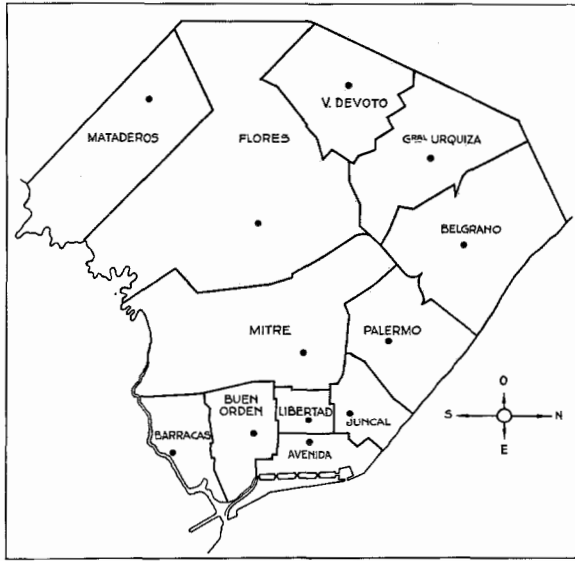 V. DEVOTO
MATADEROS
FLORES
Gral URQUIZA
BELGRANO
MITRE
PALERMO
BUEN
ORDEN
LIBERTAD
JUNCAL
BARRACAS
AVENIDA
O
S
N
E